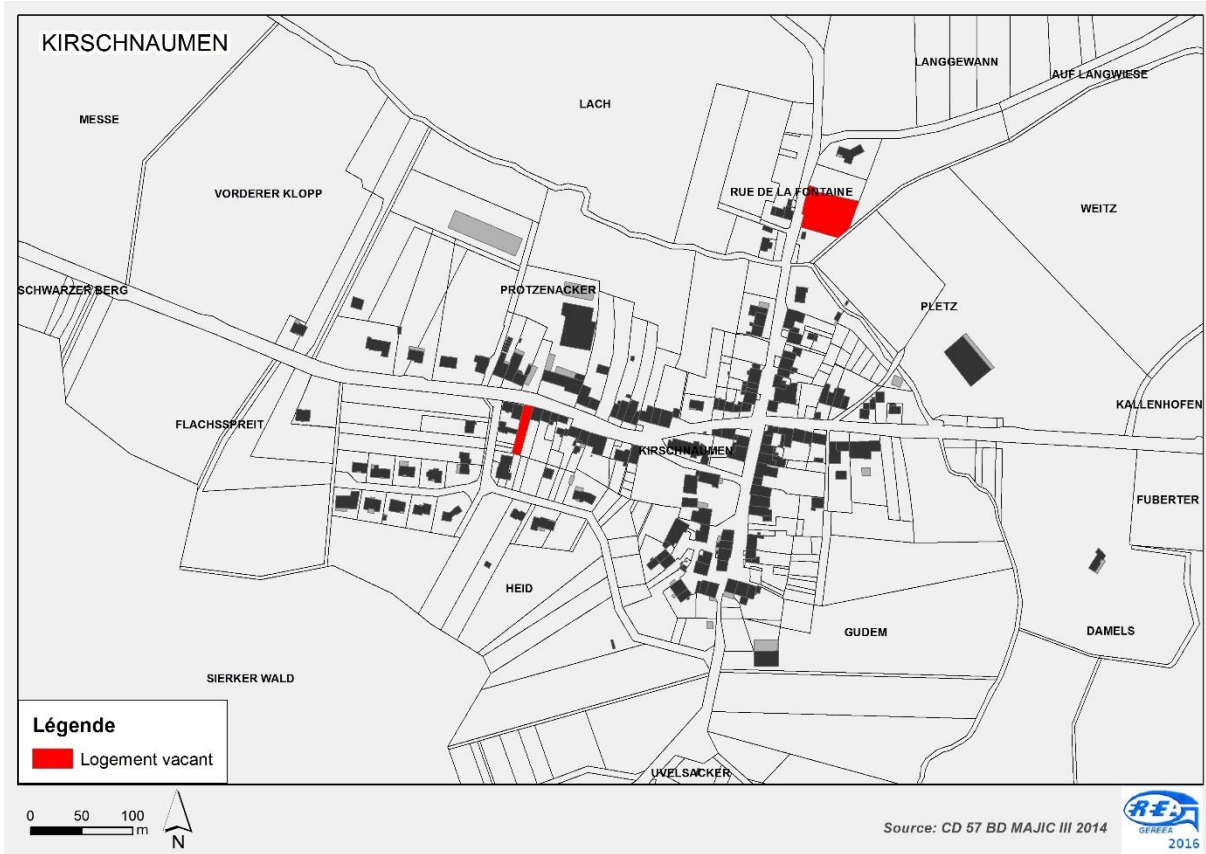 KIRSCHNAUMEN
LANGGEWANN
AUF LANGWIESE
LACH
MESSE
RUE DE LA FONTAINE
VORDERER KLOPP
WEITZ
SCHWARZER BERG
PROTZENACKER
PLETZ
KALLENHOFEN
FLACHSSPREIT
KIRSCHNAUMEN
FUBERTER
HEID
GUDEM
DAMELS
SIERKER WALD
Légende
Logement vacant
UVELSACKER
0 50 100
m
N
Source: CD 57 BD MAJIC III 2014
REA
GEREEA
2016